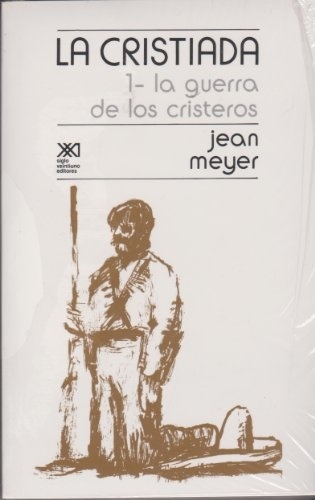 LA CRISTIADA
1- la guerra
de los cristeros
jean
meyer
siglo
veintiuno
editores